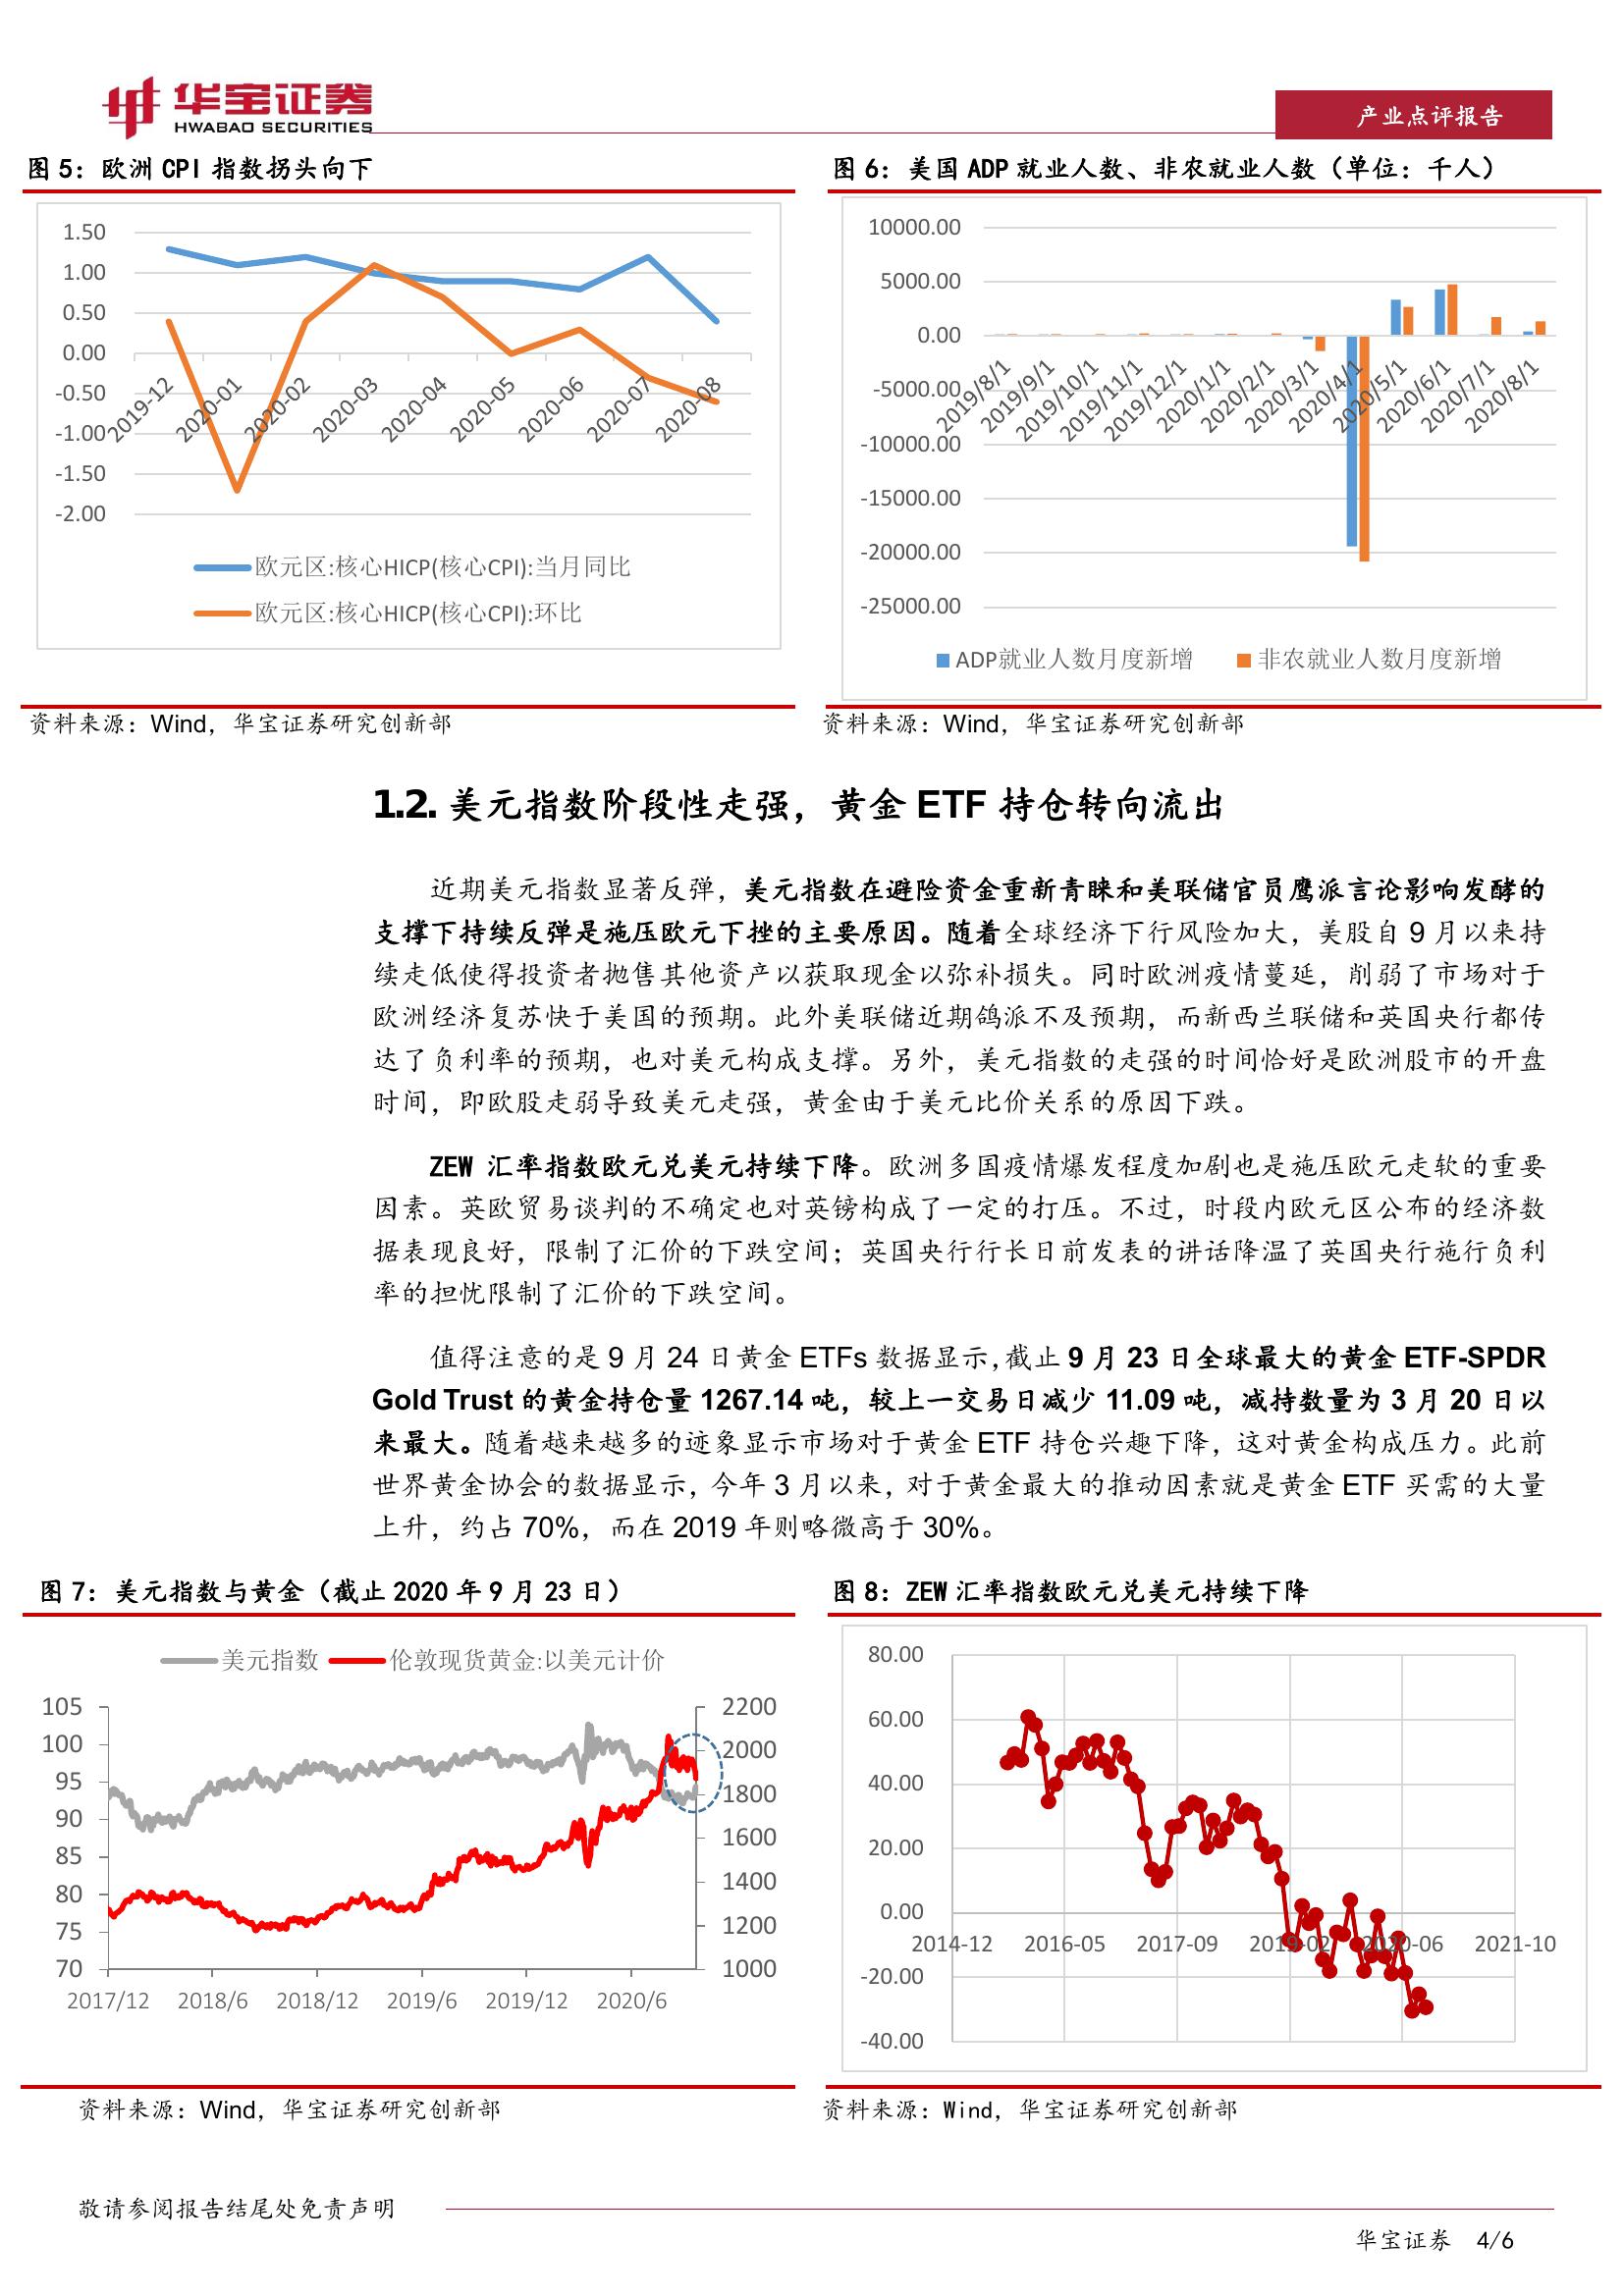 华宝证券
HWABAO SECURITIES
产业点评报告
图 5：欧洲 CPI 指数拐头向下
1.50
1.00
0.50
0.00
-0.50
-1.00
-1.50
-2.00
2019-12
2020-01
2020-02
2020-03
2020-04
2020-05
2020-06
2020-07
2020-08
欧元区:核心HICP(核心CPI):当月同比
欧元区:核心HICP(核心CPI):环比
资料来源：Wind，华宝证券研究创新部
图 6：美国 ADP 就业人数、非农就业人数（单位：千人）
10000.00
5000.00
0.00
-5000.00
-10000.00
-15000.00
-20000.00
-25000.00
2019/8/1
2019/9/1
2019/10/1
2019/11/1
2019/12/1
2020/1/1
2020/2/1
2020/3/1
2020/4/1
2020/5/1
2020/6/1
2020/7/1
2020/8/1
ADP就业人数月度新增
非农就业人数月度新增
资料来源：Wind，华宝证券研究创新部
1.2. 美元指数阶段性走强，黄金 ETF 持仓转向流出
近期美元指数显著反弹，美元指数在避险资金重新青睐和美联储官员鹰派言论影响发酵的
支撑下持续反弹是施压欧元下挫的主要原因。随着全球经济下行风险加大，美股自 9 月以来持
续走低使得投资者抛售其他资产以获取现金以弥补损失。同时欧洲疫情蔓延，削弱了市场对于
欧洲经济复苏快于美国的预期。此外美联储近期鸽派不及预期，而新西兰联储和英国央行都传
达了负利率的预期，也对美元构成支撑。另外，美元指数的走强的时间恰好是欧洲股市的开盘
时间，即欧股走弱导致美元走强，黄金由于美元比价关系的原因下跌。
ZEW 汇率指数欧元兑美元持续下降。欧洲多国疫情爆发程度加剧也是施压欧元走软的重要
因素。英欧贸易谈判的不确定也对英镑构成了一定的打压。不过，时段内欧元区公布的经济数
据表现良好，限制了汇价的下跌空间；英国央行行长日前发表的讲话降温了英国央行施行负利
率的担忧限制了汇价的下跌空间。
值得注意的是 9 月 24 日黄金 ETFs 数据显示，截止 9 月 23 日全球最大的黄金 ETF-SPDR
Gold Trust 的黄金持仓量 1267.14 吨，较上一交易日减少 11.09 吨，减持数量为 3 月 20 日以
来最大。随着越来越多的迹象显示市场对于黄金 ETF 持仓兴趣下降，这对黄金构成压力。此前
世界黄金协会的数据显示，今年 3 月以来，对于黄金最大的推动因素就是黄金 ETF 买需的大量
上升，约占 70%，而在 2019 年则略微高于 30%。
图 7：美元指数与黄金（截止 2020 年 9 月 23 日）
美元指数
伦敦现货黄金:以美元计价
105
100
95
90
85
80
75
70
2200
2000
1800
1600
1400
1200
1000
2017/12
2018/6
2018/12
2019/6
2019/12
2020/6
资料来源：Wind，华宝证券研究创新部
图 8：ZEW 汇率指数欧元兑美元持续下降
80.00
60.00
40.00
20.00
0.00
-20.00
-40.00
2014-12
2016-05
2017-09
2019-02
2020-06
2021-10
资料来源：Wind，华宝证券研究创新部
敬请参阅报告结尾处免责声明
华宝证券 4/6